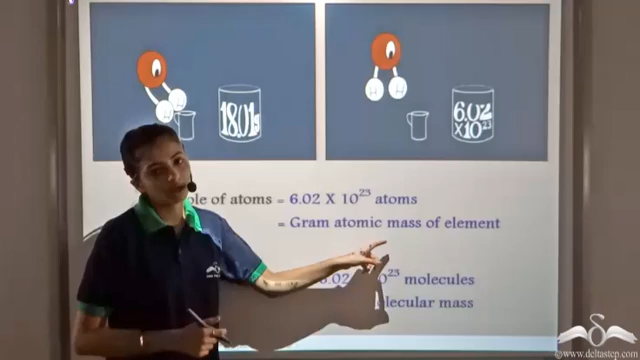 H
H
18.01g
H
H
6.02
X10²³
ole of atoms = 6.02 X 10²³ atoms
= Gram atomic mass of element
6.02 0²³ molecules
lecular mass
©www.deltastep.com